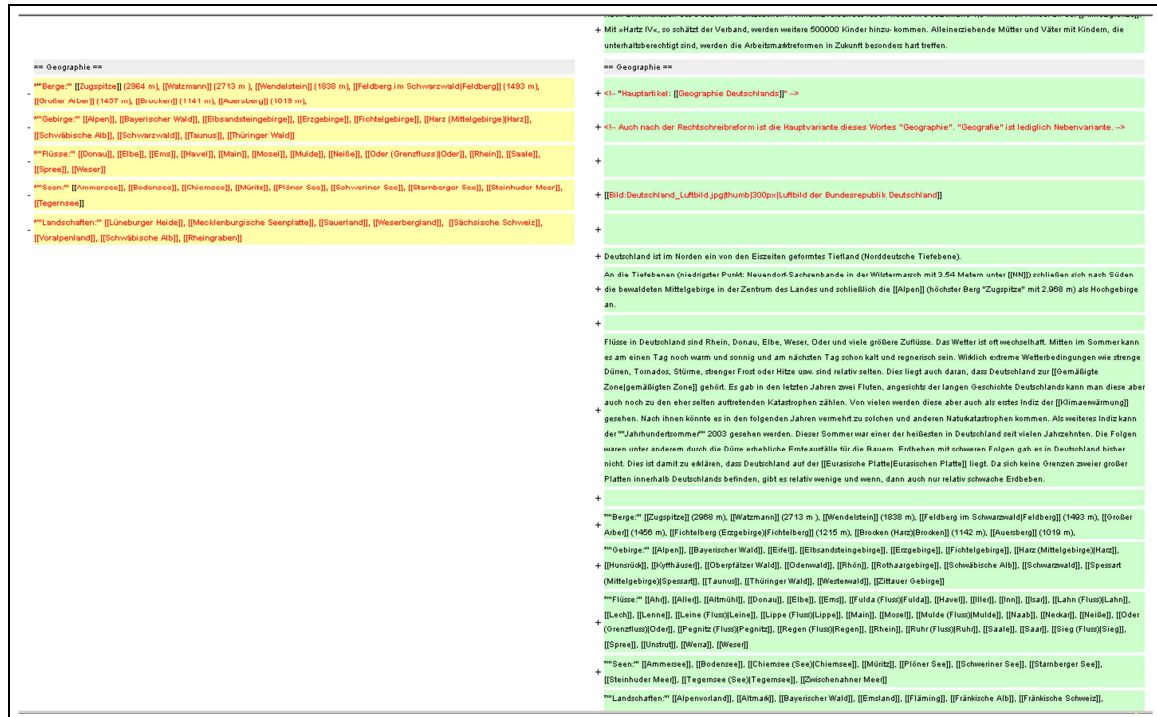 + Mit »Hartz IV«, so schätzt der Verband, werden weitere 500000 Kinder hinzu- kommen. Alleinerziehende Mütter und Väter mit Kindern, die
unterhaltsberechtigt sind, werden die Arbeitsmarktreformen in Zukunft besonders hart treffen.
== Geographie ==
- *'''Berge:''' [[Zugspitze]] (2964 m), [[Watzmann]] (2713 m ), [[Wendelstein]] (1838 m), [[Feldberg im Schwarzwald|Feldberg]] (1493 m),
[[Großer Arber]] (1457 m), [[Brocken]] (1141 m), [[Auersberg]] (1019 m),
- *'''Gebirge:''' [[Alpen]], [[Bayerischer Wald]], [[Elbsandsteingebirge]], [[Erzgebirge]], [[Fichtelgebirge]], [[Harz (Mittelgebirge)|Harz]],
[[Schwäbische Alb]], [[Schwarzwald]], [[Taunus]], [[Thüringer Wald]]
- *'''Flüsse:''' [[Donau]], [[Elbe]], [[Ems]], [[Havel]], [[Main]], [[Mosel]], [[Mulde]], [[Neiße]], [[Oder (Grenzfluss)|Oder]], [[Rhein]], [[Saale]],
[[Spree]], [[Weser]]
- *'''Seen:''' [[Ammersee]], [[Bodensee]], [[Chiemsee]], [[Müritz]], [[Plöner See]], [[Schweriner See]], [[Starnberger See]], [[Steinhuder Meer]],
[[Tegernsee]]
- *'''Landschaften:''' [[Lüneburger Heide]], [[Mecklenburgische Seenplatte]], [[Sauerland]], [[Weserbergland]], [[Sächsische Schweiz]],
[[Voralpenland]], [[Schwäbische Alb]], [[Rheingraben]]
== Geographie ==
+ <!-- ''Hauptartikel: [[Geographie Deutschlands]]'' -->
+ <!-- Auch nach der Rechtschreibreform ist die Hauptvariante dieses Wortes "Geographie". "Geografie" ist lediglich Nebenvariante. -->
+
+ [[Bild:Deutschland_Luftbild.jpg|thumb|300px|Luftbild der Bundesrepublik Deutschland]]
+
+ Deutschland ist im Norden ein von den Eiszeiten geformtes Tiefland (Norddeutsche Tiefebene).
An die Tiefebenen (niedrigster Punkt: Neuendorf-Sachsenbande in der Wilstermarsch mit 3.54 Metern unter [[NN]]) schließen sich nach Süden
+ die bewaldeten Mittelgebirge in der Zentrum des Landes und schließlich die [[Alpen]] (höchster Berg "Zugspitze" mit 2.968 m) als Hochgebirge
an.
+
Flüsse in Deutschland sind Rhein, Donau, Elbe, Weser, Oder und viele größere Zuflüsse. Das Wetter ist oft wechselhaft. Mitten im Sommer kann
es am einen Tag noch warm und sonnig und am nächsten Tag schon kalt und regnerisch sein. Wirklich extreme Wetterbedingungen wie strenge
Dürren, Tornados, Stürme, strenger Frost oder Hitze usw. sind relativ selten. Dies liegt auch daran, dass Deutschland zur [[Gemäßigte
Zone|gemäßigten Zone]] gehört. Es gab in den letzten Jahren zwei Fluten, angesichts der langen Geschichte Deutschlands kann man diese aber
auch noch zu den eher selten auftretenden Katastrophen zählen. Von vielen werden diese aber auch als erstes Indiz der [[Klimaerwärmung]]
+ gesehen. Nach ihnen könnte es in den folgenden Jahren vermehrt zu solchen und anderen Naturkatastrophen kommen. Als weiteres Indiz kann
der '''''Jahrhundertsommer''''' 2003 gesehen werden. Dieser Sommer war einer der heißesten in Deutschland seit vielen Jahrzehnten. Die Folgen
waren unter anderem durch die Dürre erhebliche Ernteausfälle für die Bauern. Erdbeben mit schweren Folgen gab es in Deutschland bisher
nicht. Dies ist damit zu erklären, dass Deutschland auf der [[Eurasische Platte|Eurasischen Platte]] liegt. Da sich keine Grenzen zweier großer
Platten innerhalb Deutschlands befinden, gibt es relativ wenige und wenn, dann auch nur relativ schwache Erdbeben.
+
*'''Berge:''' [[Zugspitze]] (2968 m), [[Watzmann]] (2713 m ), [[Wendelstein]] (1838 m), [[Feldberg im Schwarzwald|Feldberg]] (1493 m), [[Großer
+ Arber]] (1456 m), [[Fichtelberg (Erzgebirge)|Fichtelberg]] (1215 m), [[Brocken (Harz)|Brocken]] (1142 m), [[Auersberg]] (1019 m),
*'''Gebirge:''' [[Alpen]], [[Bayerischer Wald]], [[Eifel]], [[Elbsandsteingebirge]], [[Erzgebirge]], [[Fichtelgebirge]], [[Harz (Mittelgebirge)|Harz]],
+ [[Hunsrück]], [[Kyffhäuser]], [[Oberpfälzer Wald]], [[Odenwald]], [[Rhön]], [[Rothaargebirge]], [[Schwäbische Alb]], [[Schwarzwald]], [[Spessart
(Mittelgebirge)|Spessart]], [[Taunus]], [[Thüringer Wald]], [[Westerwald]], [[Zittauer Gebirge]]
*'''Flüsse:''' [[Ahr]], [[Aller]], [[Altmühl]], [[Donau]], [[Elbe]], [[Ems]], [[Fulda (Fluss)|Fulda]], [[Havel]], [[Iller]], [[Inn]], [[Isar]], [[Lahn (Fluss)|Lahn]],
+ [[Lech]], [[Lenne]], [[Leine (Fluss)|Leine]], [[Lippe (Fluss)|Lippe]], [[Main]], [[Mosel]], [[Mulde (Fluss)|Mulde]], [[Naab]], [[Neckar]], [[Neiße]], [[Oder
(Grenzfluss)|Oder]], [[Pegnitz (Fluss)|Pegnitz]], [[Regen (Fluss)|Regen]], [[Rhein]], [[Ruhr (Fluss)|Ruhr]], [[Saale]], [[Saar]], [[Sieg (Fluss)|Sieg]],
[[Spree]], [[Unstrut]], [[Werra]], [[Weser]]
+ *'''Seen:''' [[Ammersee]], [[Bodensee]], [[Chiemsee (See)|Chiemsee]], [[Müritz]], [[Plöner See]], [[Schweriner See]], [[Starnberger See]],
[[Steinhuder Meer]], [[Tegernsee (See)|Tegernsee]], [[Zwischenahner Meer]]
*'''Landschaften:''' [[Alpenvorland]], [[Altmark]], [[Bayerischer Wald]], [[Emsland]], [[Fläming]], [[Fränkische Alb]], [[Fränkische Schweiz]],